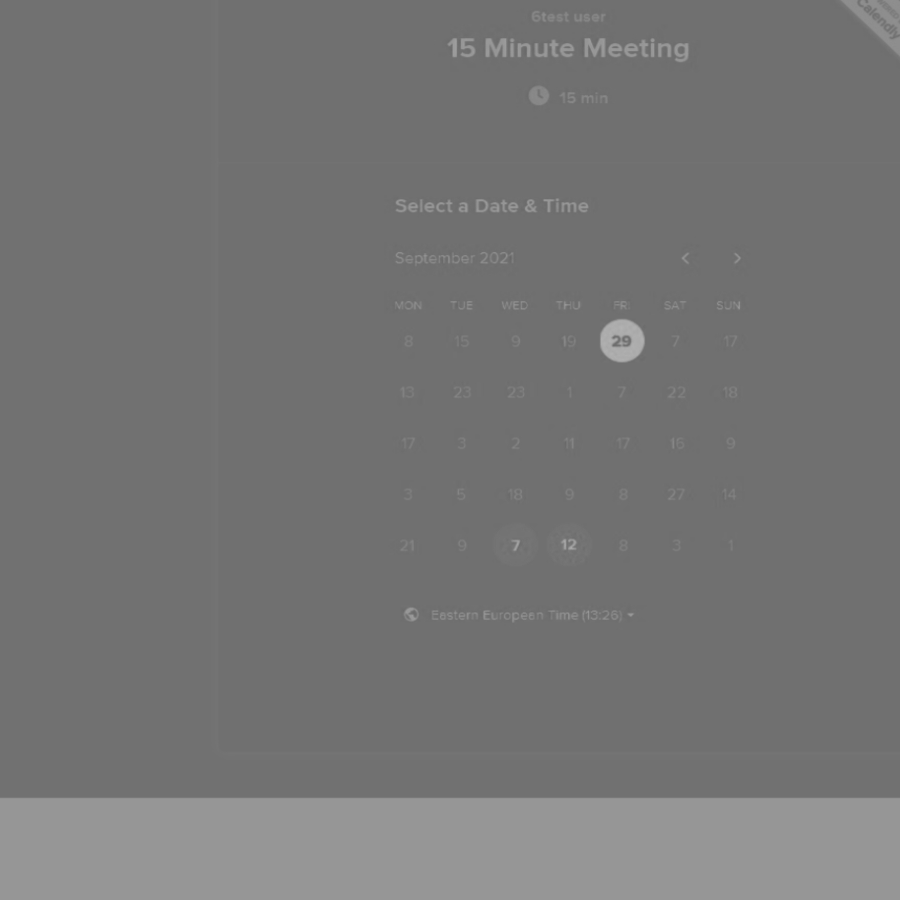 6test user
15 Minute Meeting
15 min
Calendly
Select a Date & Time
September 2021
MON TUE WED THU FRI SAT SUN
8 15 9 19 29 7 17
13 23 23 1 7 22 18
17 3 2 11 17 16 9
3 5 18 9 8 27 14
21 9 7 12 8 3 1
Eastern European Time (13:26)